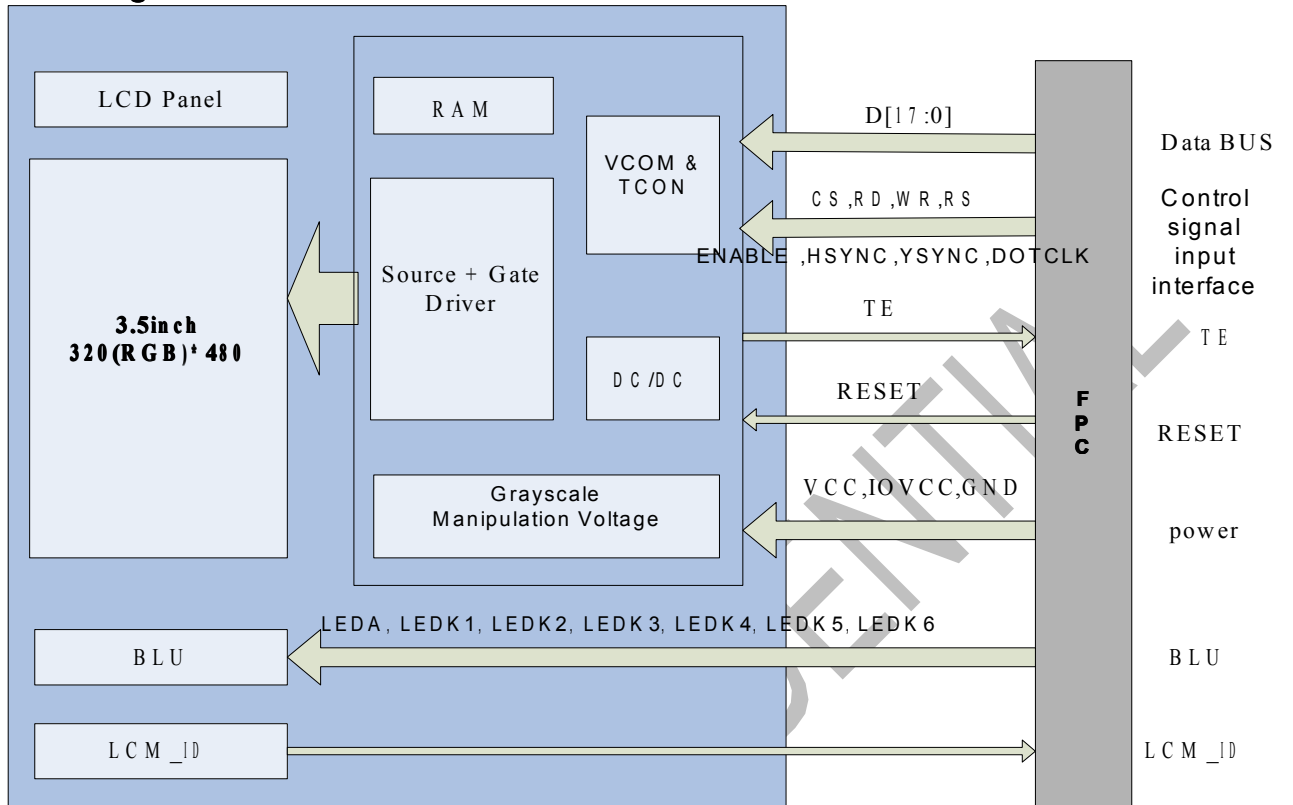 LCD Panel
RAM
VCOM &
TCON
Source + Gate
Driver
3.5inch
320(RGB)* 480
DC/DC
Grayscale
Manipulation Voltage
BLU
LCM_ID
D[17:0]
CS,RD,WR,RS
ENABLE ,HSYNC,YSYNC,DOTCLK
TE
RESET
VCC,IOVCC,GND
LEDA, LEDK1, LEDK2, LEDK3, LEDK4, LEDK5, LEDK6
F
P
C
Data BUS
Control
signal
input
interface
TE
RESET
power
BLU
LCM_ID